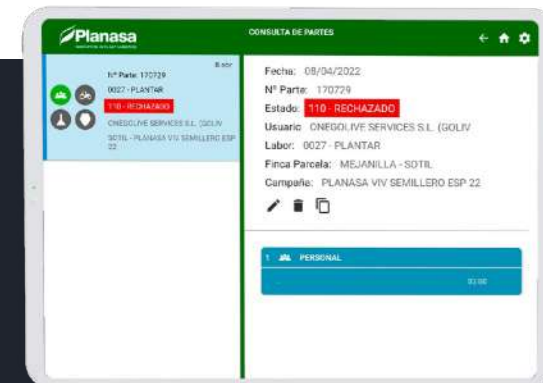 Planasa
CONSULTA DE PARTES
8 abr
Nº Parte: 170729
0027 - PLANTAR
110 - RECHAZADO
ONEGOLIVE SERVICES S.L. (GOLIV
SOTIL - PLANASA VIV SEMILLERO ESP
22
Fecha: 08/04/2022
Nº Parte: 170729
Estado: 110 - RECHAZADO
Usuario ONEGOLIVE SERVICES S.L. (GOLIV
Labor: 0027 - PLANTAR
Finca Parcela: MEJANILLA - SOTIL
Campaña: PLANASA VIV SEMILLERO ESP 22
1 PERSONAL